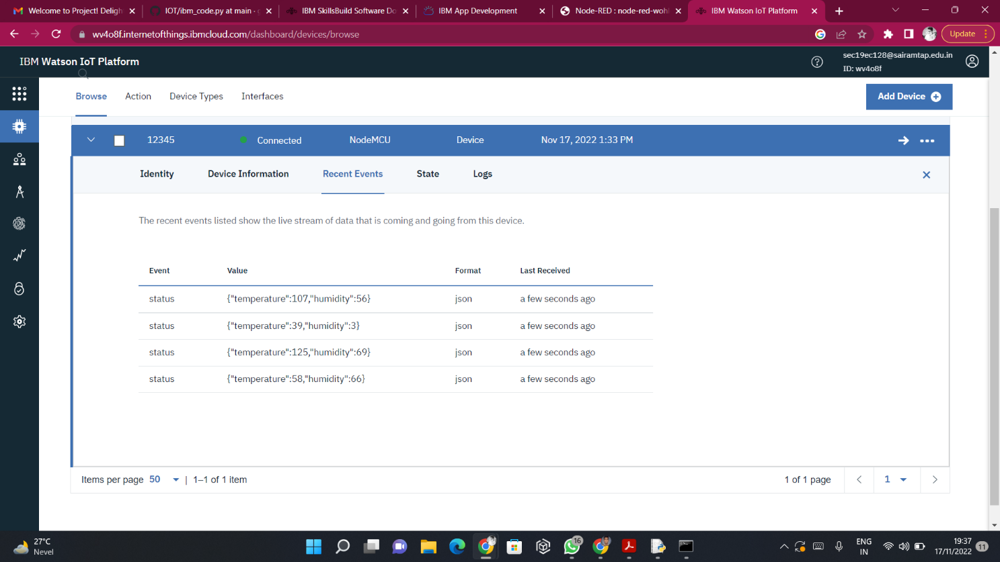 Welcome to Project! Deligh
IOT/ibm_code.py at main · g
IBM SkillsBuild Software Do
IBM App Development
Node-RED : node-red-wohl
IBM Watson IoT Platform
wv4o8f.internetofthings.ibmcloud.com/dashboard/devices/browse
Update
IBM Watson IoT Platform
sec19ec128@sairamtap.edu.in
ID: wv4o8f
Browse
Action
Device Types
Interfaces
Add Device
12345
Connected
NodeMCU
Device
Nov 17, 2022 1:33 PM
Identity
Device Information
Recent Events
State
Logs
The recent events listed show the live stream of data that is coming and going from this device.
Event Value Format Last Received
status {"temperature":107,"humidity":56} json a few seconds ago
status {"temperature":39,"humidity":3} json a few seconds ago
status {"temperature":125,"humidity":69} json a few seconds ago
status {"temperature":58,"humidity":66} json a few seconds ago
Items per page 50 | 1–1 of 1 item
1 of 1 page
1
27°C
Nevel
16
ENG
IN
19:37
17/11/2022
11